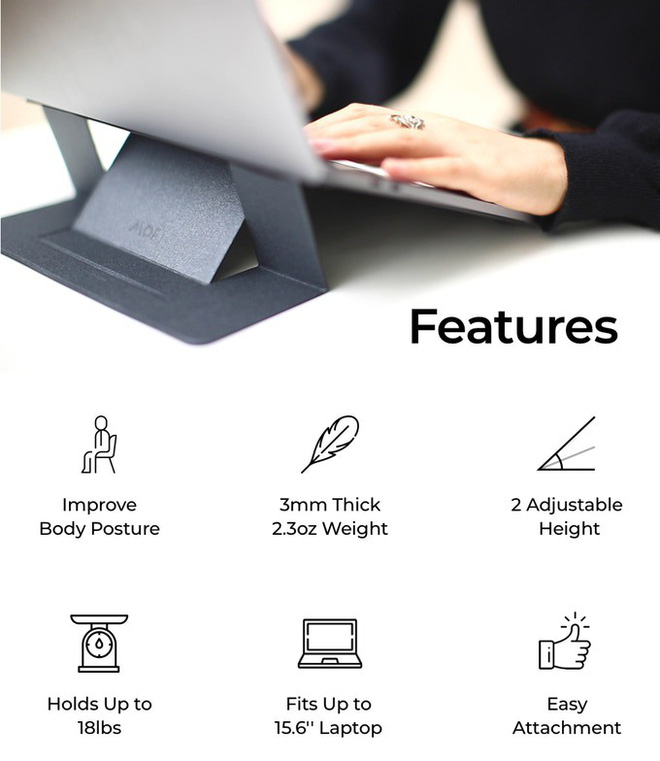 Features
Improve
Body Posture
3mm Thick
2.3oz Weight
2 Adjustable
Height
Holds Up to
18lbs
Fits Up to
15.6'' Laptop
Easy
Attachment